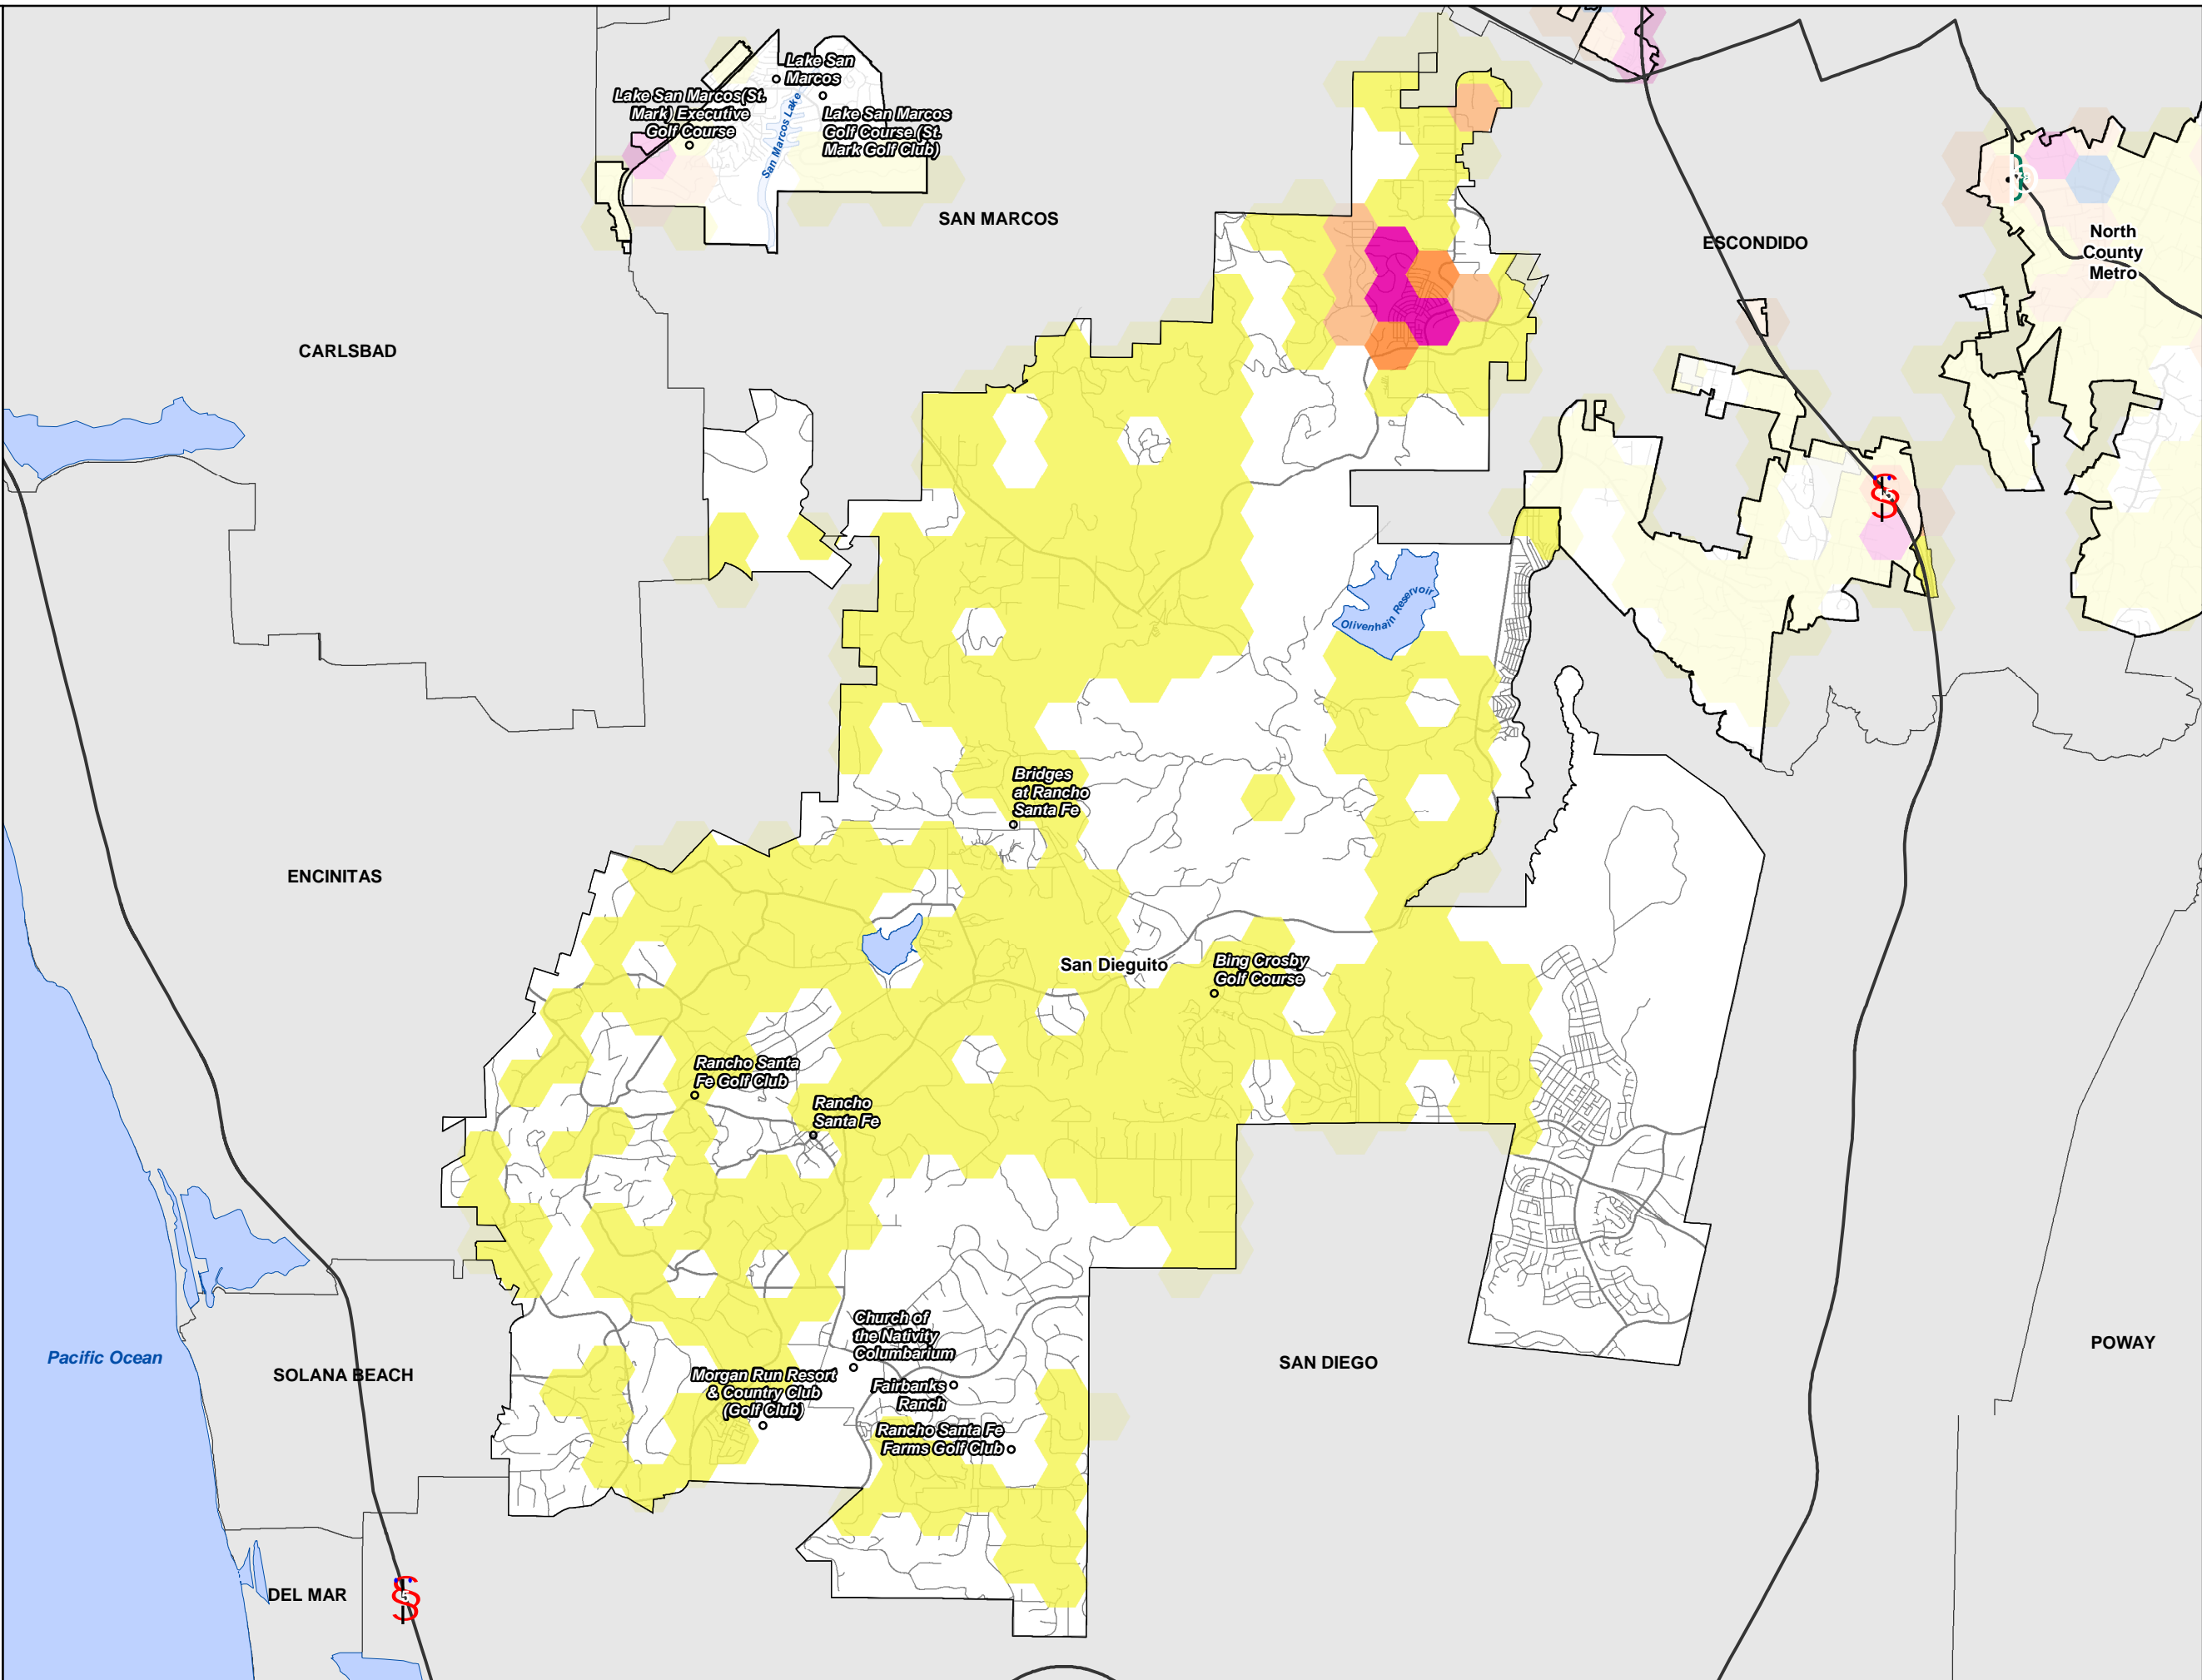 Lake San
Marcos
Lake San Marcos(St.
Mark) Executive
Golf Course
Lake San Marcos
Golf Course (St.
Mark Golf Club)
San Marcos Lake
SAN MARCOS
ESCONDIDO
North
County
Metro
CARLSBAD
Olivenhain Reservoir
Bridges
at Rancho
Santa Fe
ENCINITAS
San Dieguito
Bing Crosby
Golf Course
Rancho Santa
Fe Golf Club
Rancho
Santa Fe
Church of
the Nativity
Columbarium
Pacific Ocean
SOLANA BEACH
Morgan Run Resort
& Country Club
(Golf Club)
Fairbanks
Ranch
SAN DIEGO
POWAY
Rancho Santa Fe
Farms Golf Club
DEL MAR